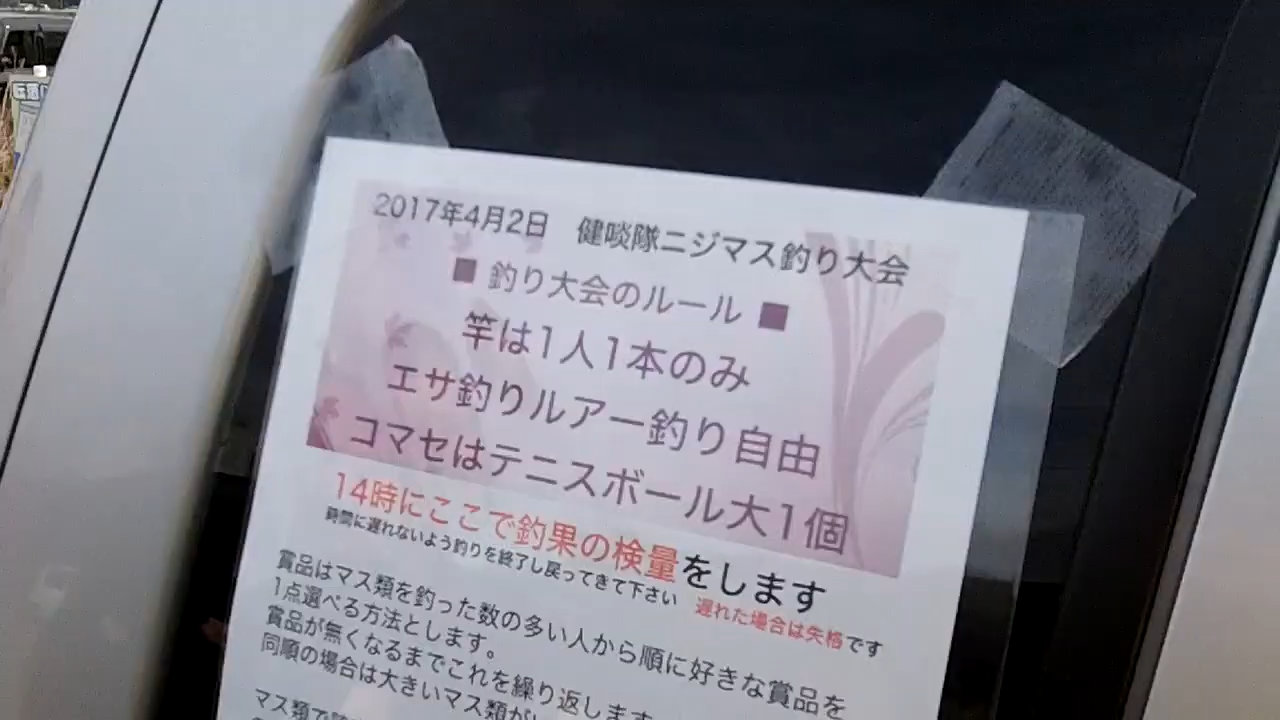 2017年4月2日 健啖隊ニジマス釣り大会
■ 釣り大会のルール ■
竿は1人1本のみ
エサ釣りルアー釣り自由
コマセはテニスボール大1個
14時にここで釣果の検量をします
時間に遅れないよう釣りを終了し戻ってきて下さい 遅れた場合は失格です
賞品はマス類を釣った数の多い人から順に好きな賞品を
1点選べる方法とします。
賞品が無くなるまでこれを繰り返します
同順の場合は大きいマス類が
マス類で